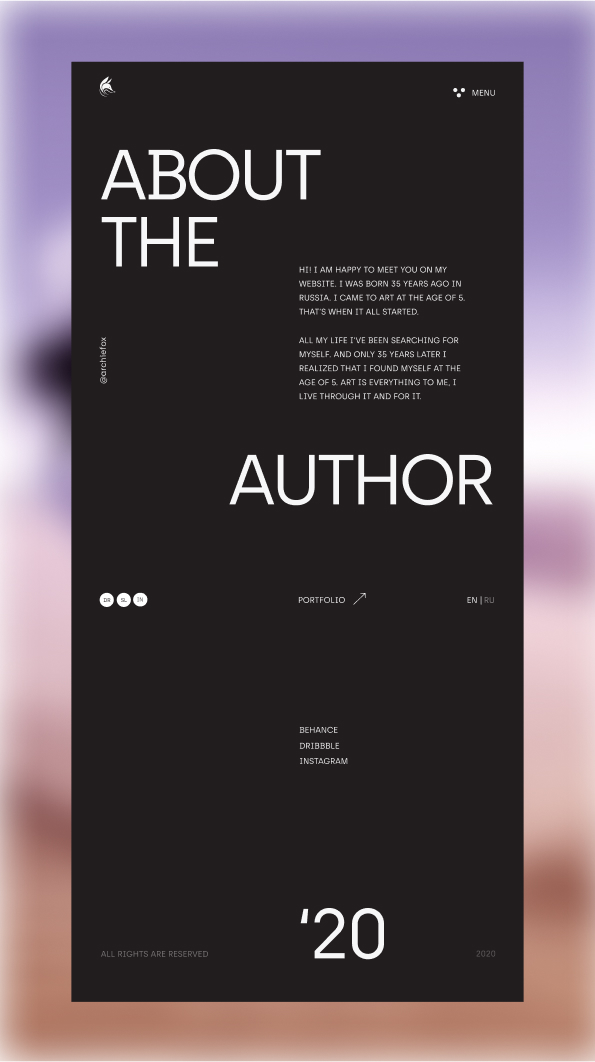 MENU
ABOUT
THE
HI! I AM HAPPY TO MEET YOU ON MY
WEBSITE. I WAS BORN 35 YEARS AGO IN
RUSSIA. I CAME TO ART AT THE AGE OF 5.
THAT'S WHEN IT ALL STARTED.
@archiefox
ALL MY LIFE I'VE BEEN SEARCHING FOR
MYSELF. AND ONLY 35 YEARS LATER I
REALIZED THAT I FOUND MYSELF AT THE
AGE OF 5. ART IS EVERYTHING TO ME, I
LIVE THROUGH IT AND FOR IT.
AUTHOR
DR SL IN
PORTFOLIO
EN | RU
BEHANCE
DRIBBBLE
INSTAGRAM
‘20
ALL RIGHTS ARE RESERVED
2020